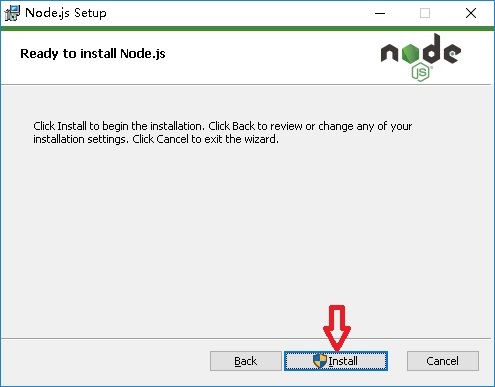 Node.js Setup
Ready to install Node.js
node
JS
Click Install to begin the installation. Click Back to review or change any of your
installation settings. Click Cancel to exit the wizard.
Back
Install
Cancel